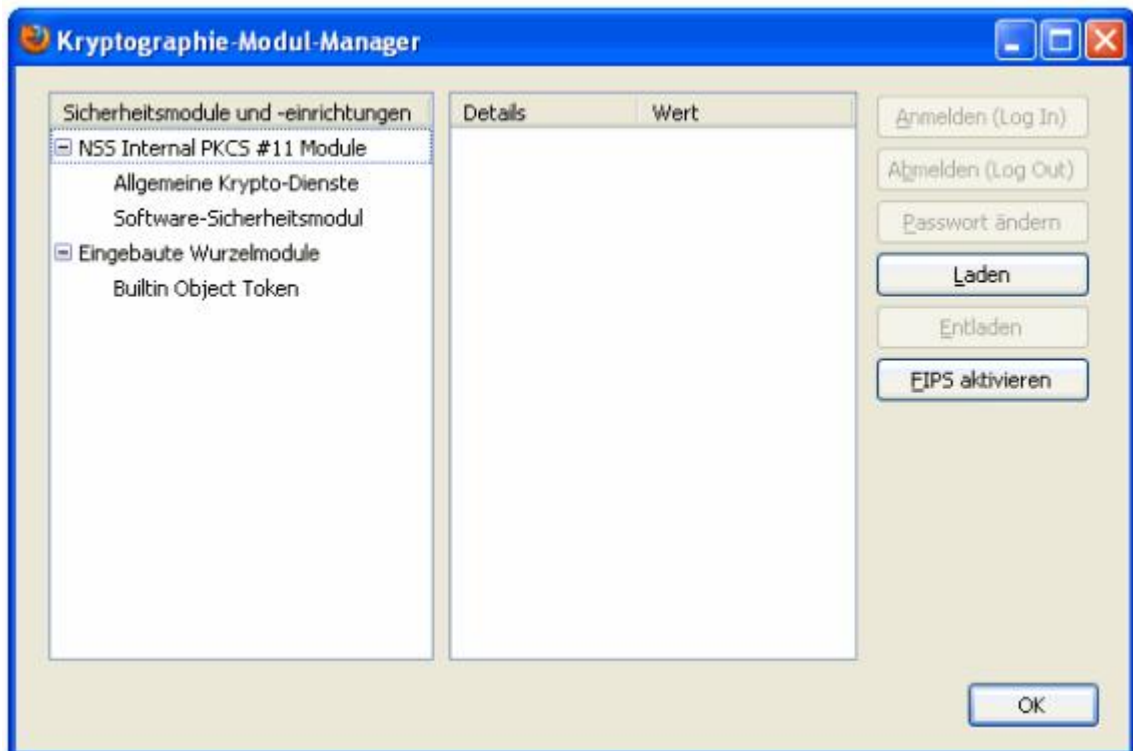 Kryptographie-Modul-Manager
Sicherheitsmodule und -einrichtungen
NSS Internal PKCS #11 Module
Allgemeine Krypto-Dienste
Software-Sicherheitsmodul
Eingebaute Wurzelmodule
Builtin Object Token
Details Wert
Anmelden (Log In)
Abmelden (Log Out)
Passwort ändern
Laden
Entladen
FIPS aktivieren
OK